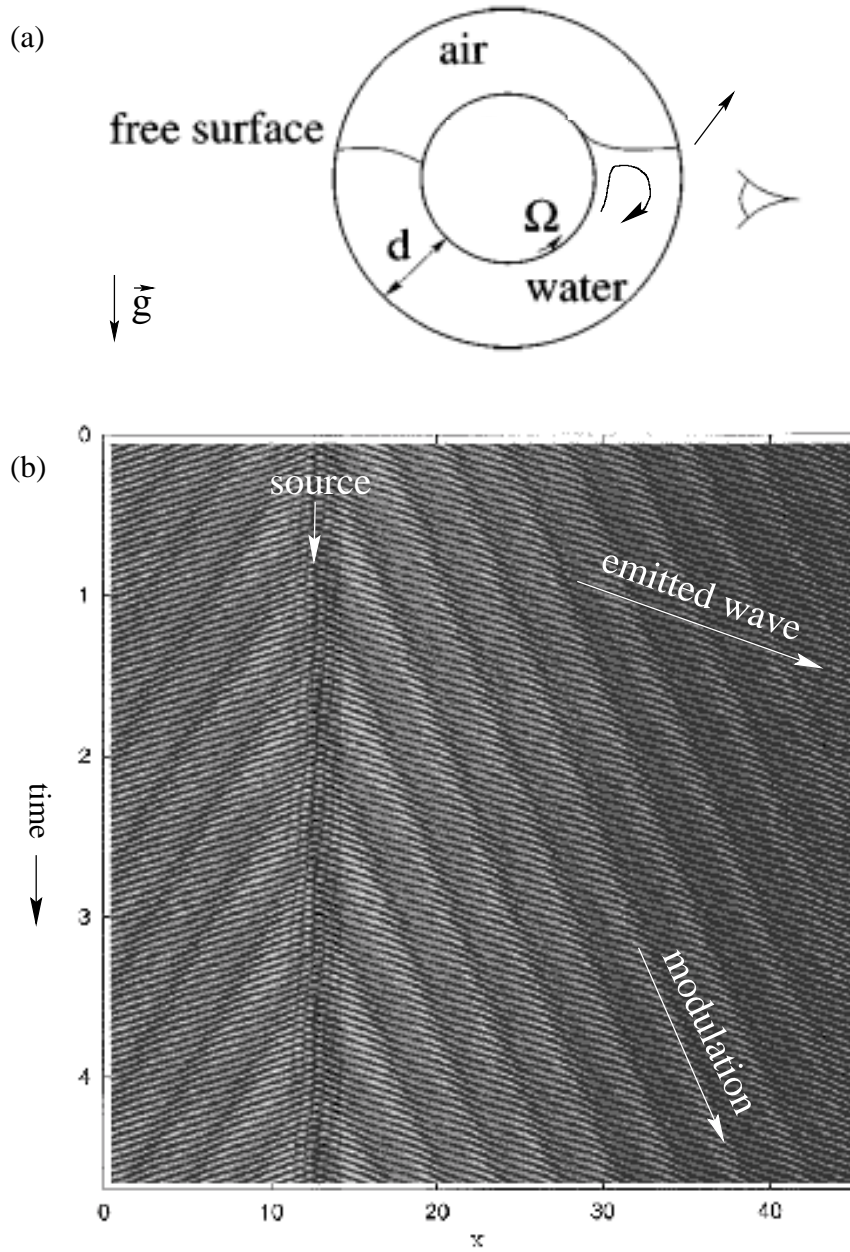 (a)
air
free surface
Ω
d
water
g
(b)
0
source
emitted wave
1
2
time
3
modulation
4
0 10 20 30 40
x